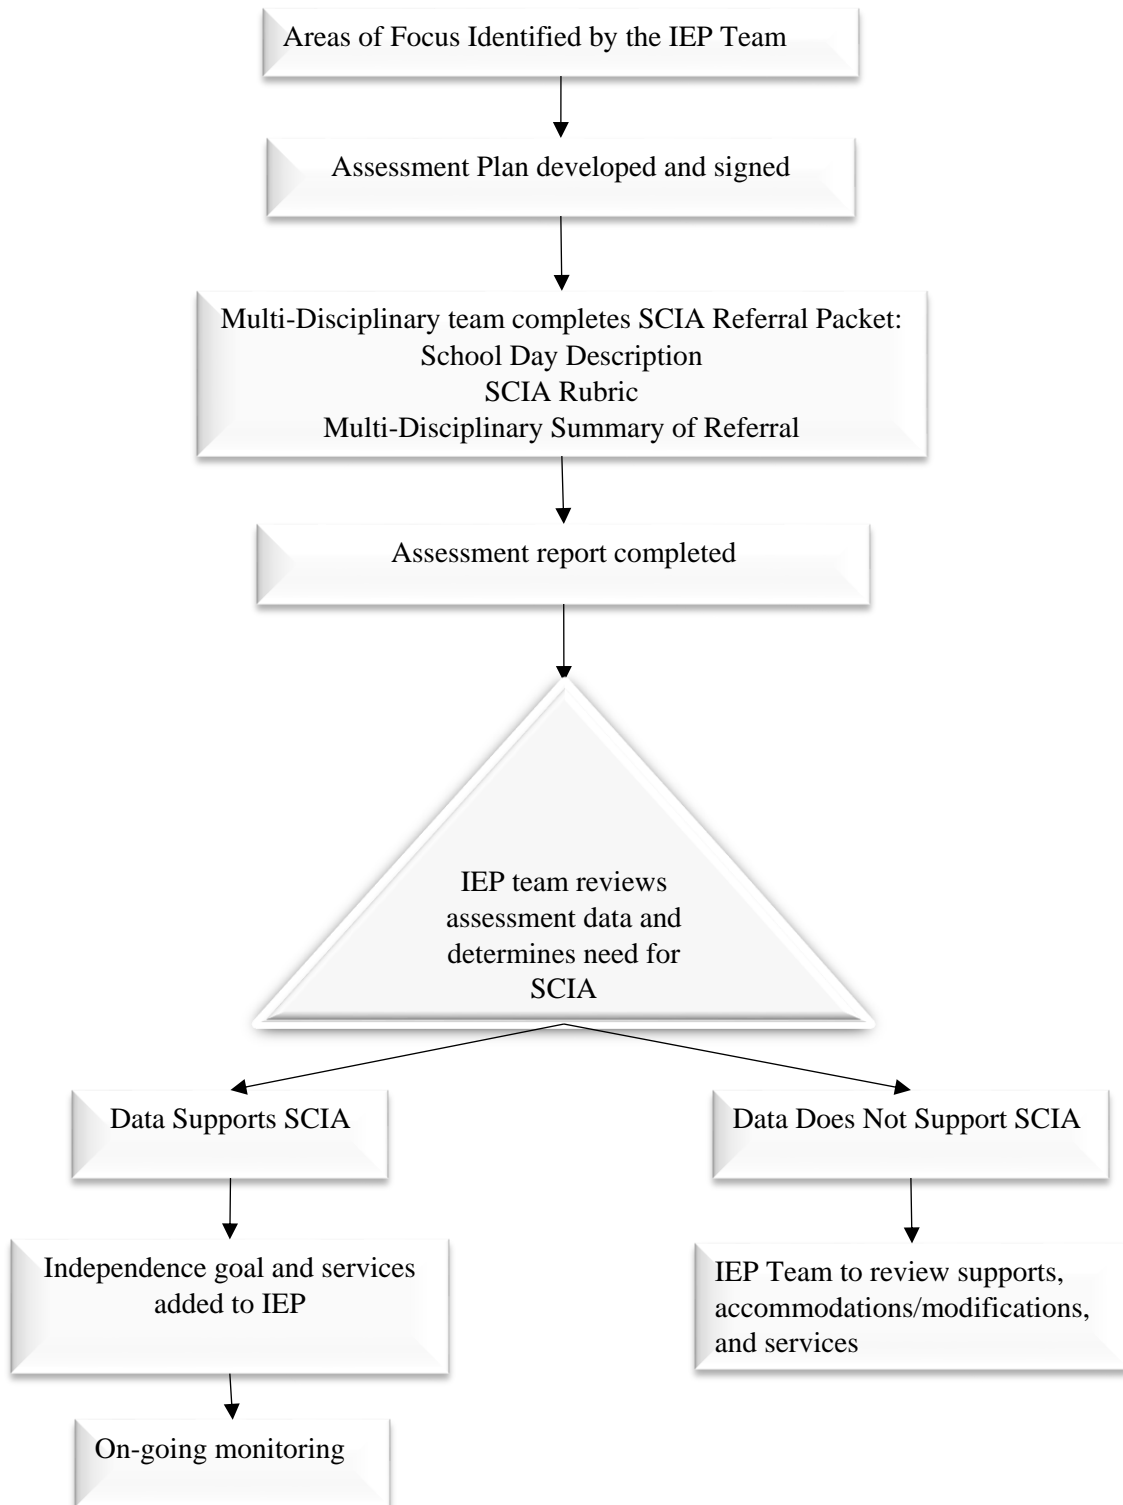 Areas of Focus Identified by the IEP Team
Assessment Plan developed and signed
Multi-Disciplinary team completes SCIA Referral Packet:
School Day Description
SCIA Rubric
Multi-Disciplinary Summary of Referral
Assessment report completed
IEP team reviews
assessment data and
determines need for
SCIA
Data Supports SCIA
Data Does Not Support SCIA
Independence goal and services
added to IEP
IEP Team to review supports,
accommodations/modifications,
and services
On-going monitoring